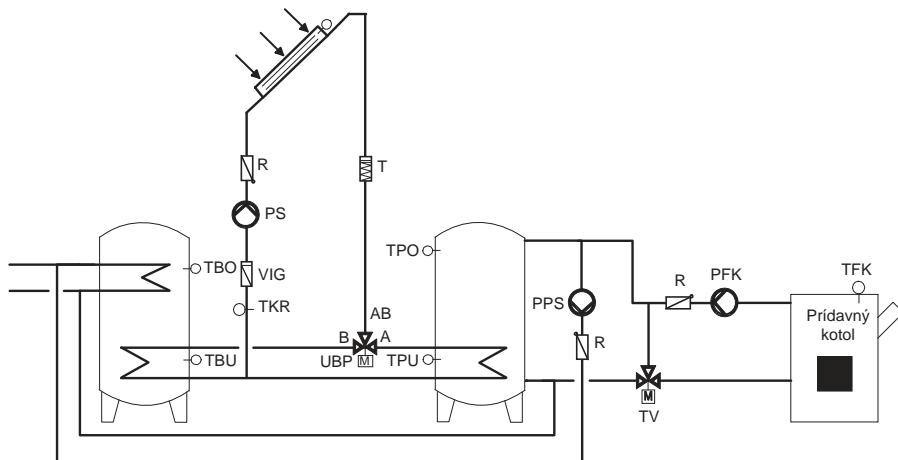 R
T
PS
TBO
VIG
TKR
TPO
AB
B
A
TBU
UBP
M
TPU
PPS
R
R
PFK
TFK
Prídavný
kotol
M
TV